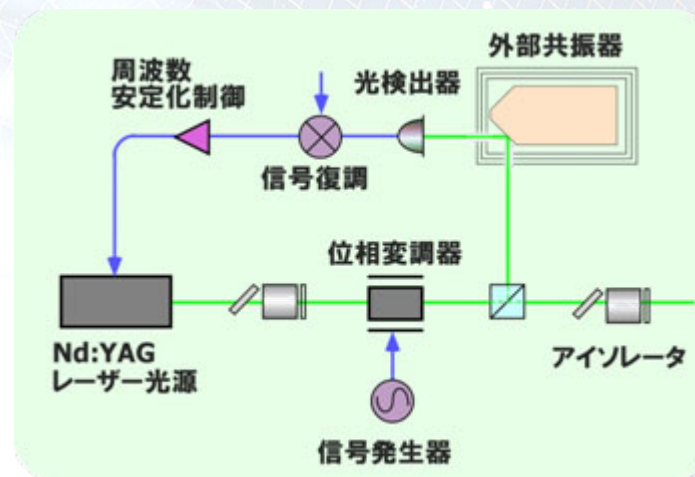 外部共振器
周波数
安定化制御
光検出器
信号復調
位相変調器
Nd:YAG
レーザー光源
アイソレータ
信号発生器